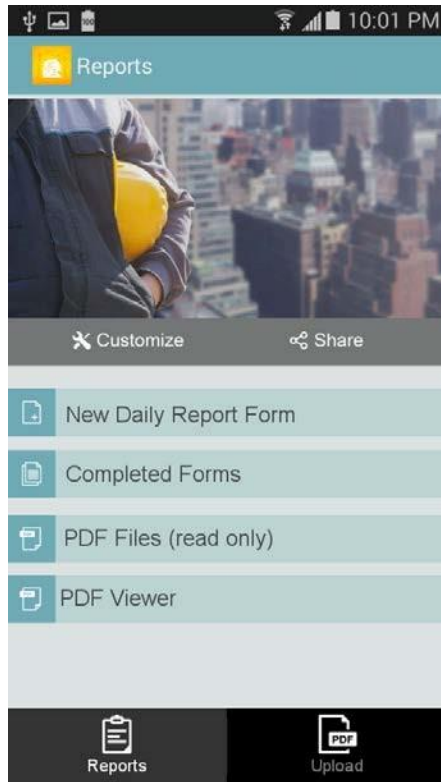 100
10:01 PM
Reports
Customize
Share
New Daily Report Form
Completed Forms
PDF Files (read only)
PDF Viewer
PDF
Reports
Upload